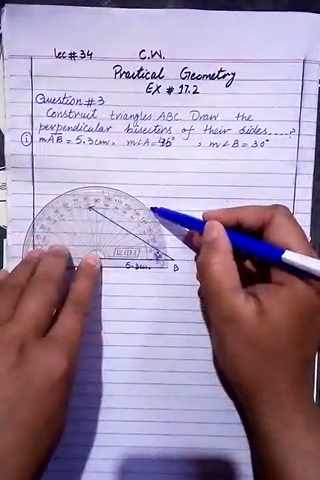 Lec # 34 C.W.
Practical Geometry
EX # 17.2
Question # 3
Construct triangles ABC. Draw the
perpendicular bisectors of their sides.....?
① mAB = 5.3cm, m∠A = 45° , m∠B = 30°
5.3cm. B